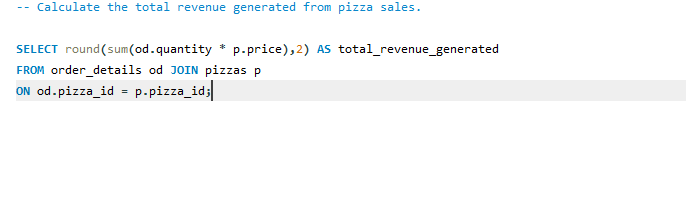 -- Calculate the total revenue generated from pizza sales.
SELECT round(sum(od.quantity * p.price),2) AS total_revenue_generated
FROM order_details od JOIN pizzas p
ON od.pizza_id = p.pizza_id;